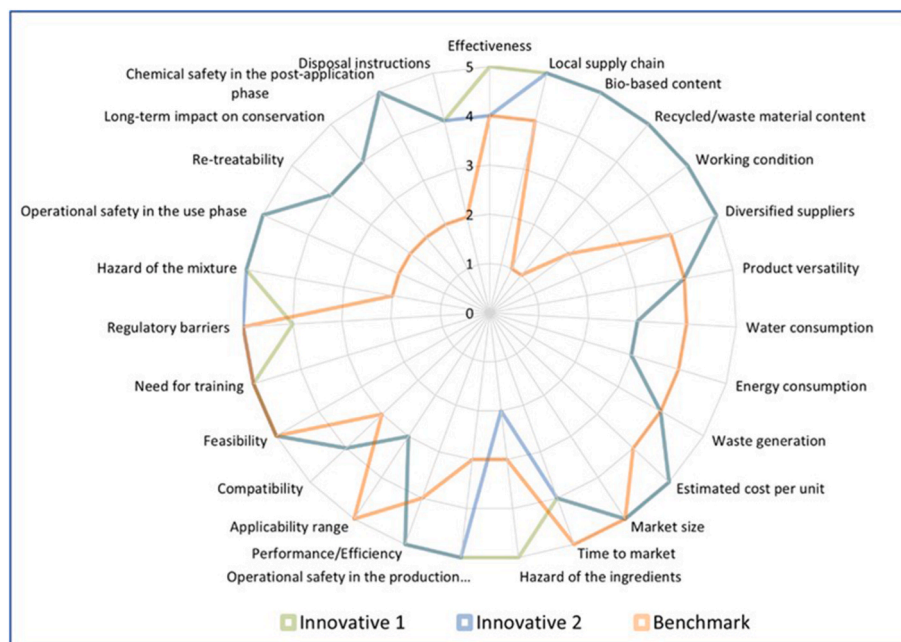 Effectiveness
Local supply chain
Bio-based content
Recycled/waste material content
Working condition
Diversified suppliers
Product versatility
Water consumption
Energy consumption
Waste generation
Estimated cost per unit
Market size
Time to market
Hazard of the ingredients
Operational safety in the production...
Performance/Efficiency
Applicability range
Compatibility
Feasibility
Need for training
Regulatory barriers
Hazard of the mixture
Operational safety in the use phase
Re-treatability
Long-term impact on conservation
Chemical safety in the post-application
phase
Disposal instructions
5
4
3
2
1
0
Innovative 1
Innovative 2
Benchmark